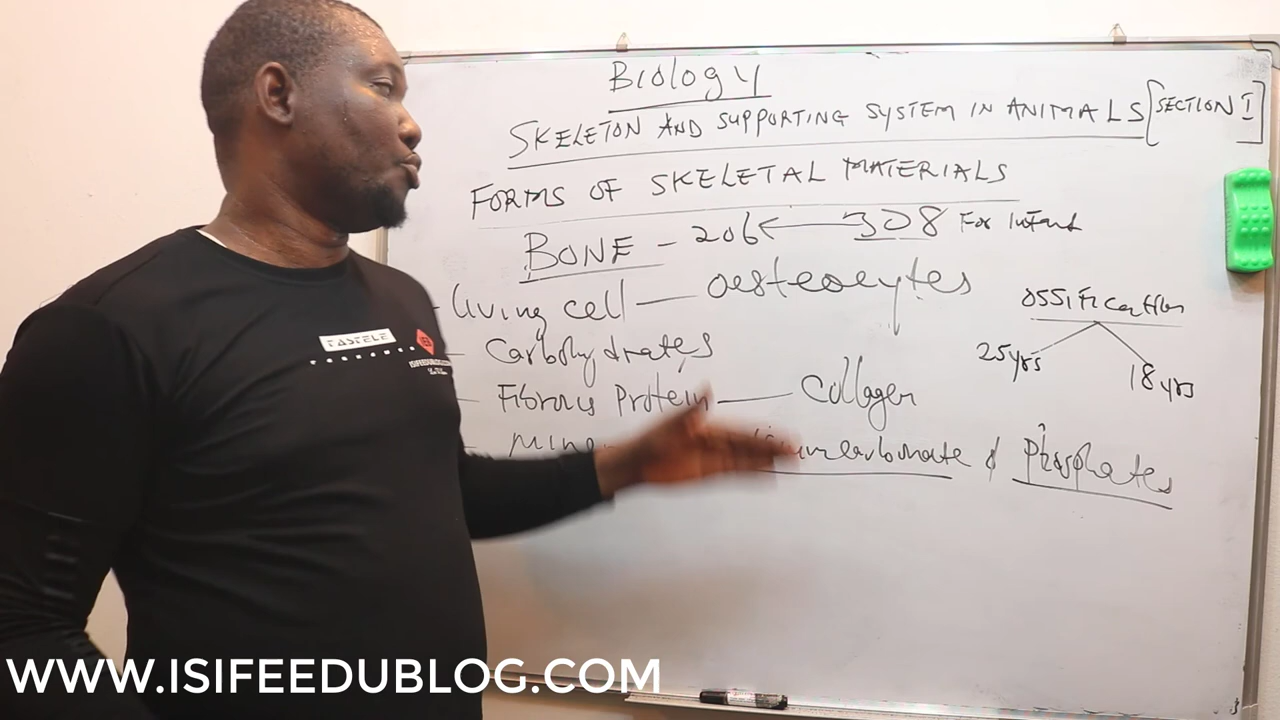 Biology
SKELETON AND SUPPORTING SYSTEM IN ANIMALS [SECTION I]
FORMS OF SKELETAL MATERIALS
BONE - 206 ← 308 For Infant
- living cell — oesteocytes
ossification
25yrs
18yrs
- Carbohydrates
- Fibrous Protein — Collagen
- & Phosphates
TASTELE
WWW.ISIFEEDUBLOG.COM